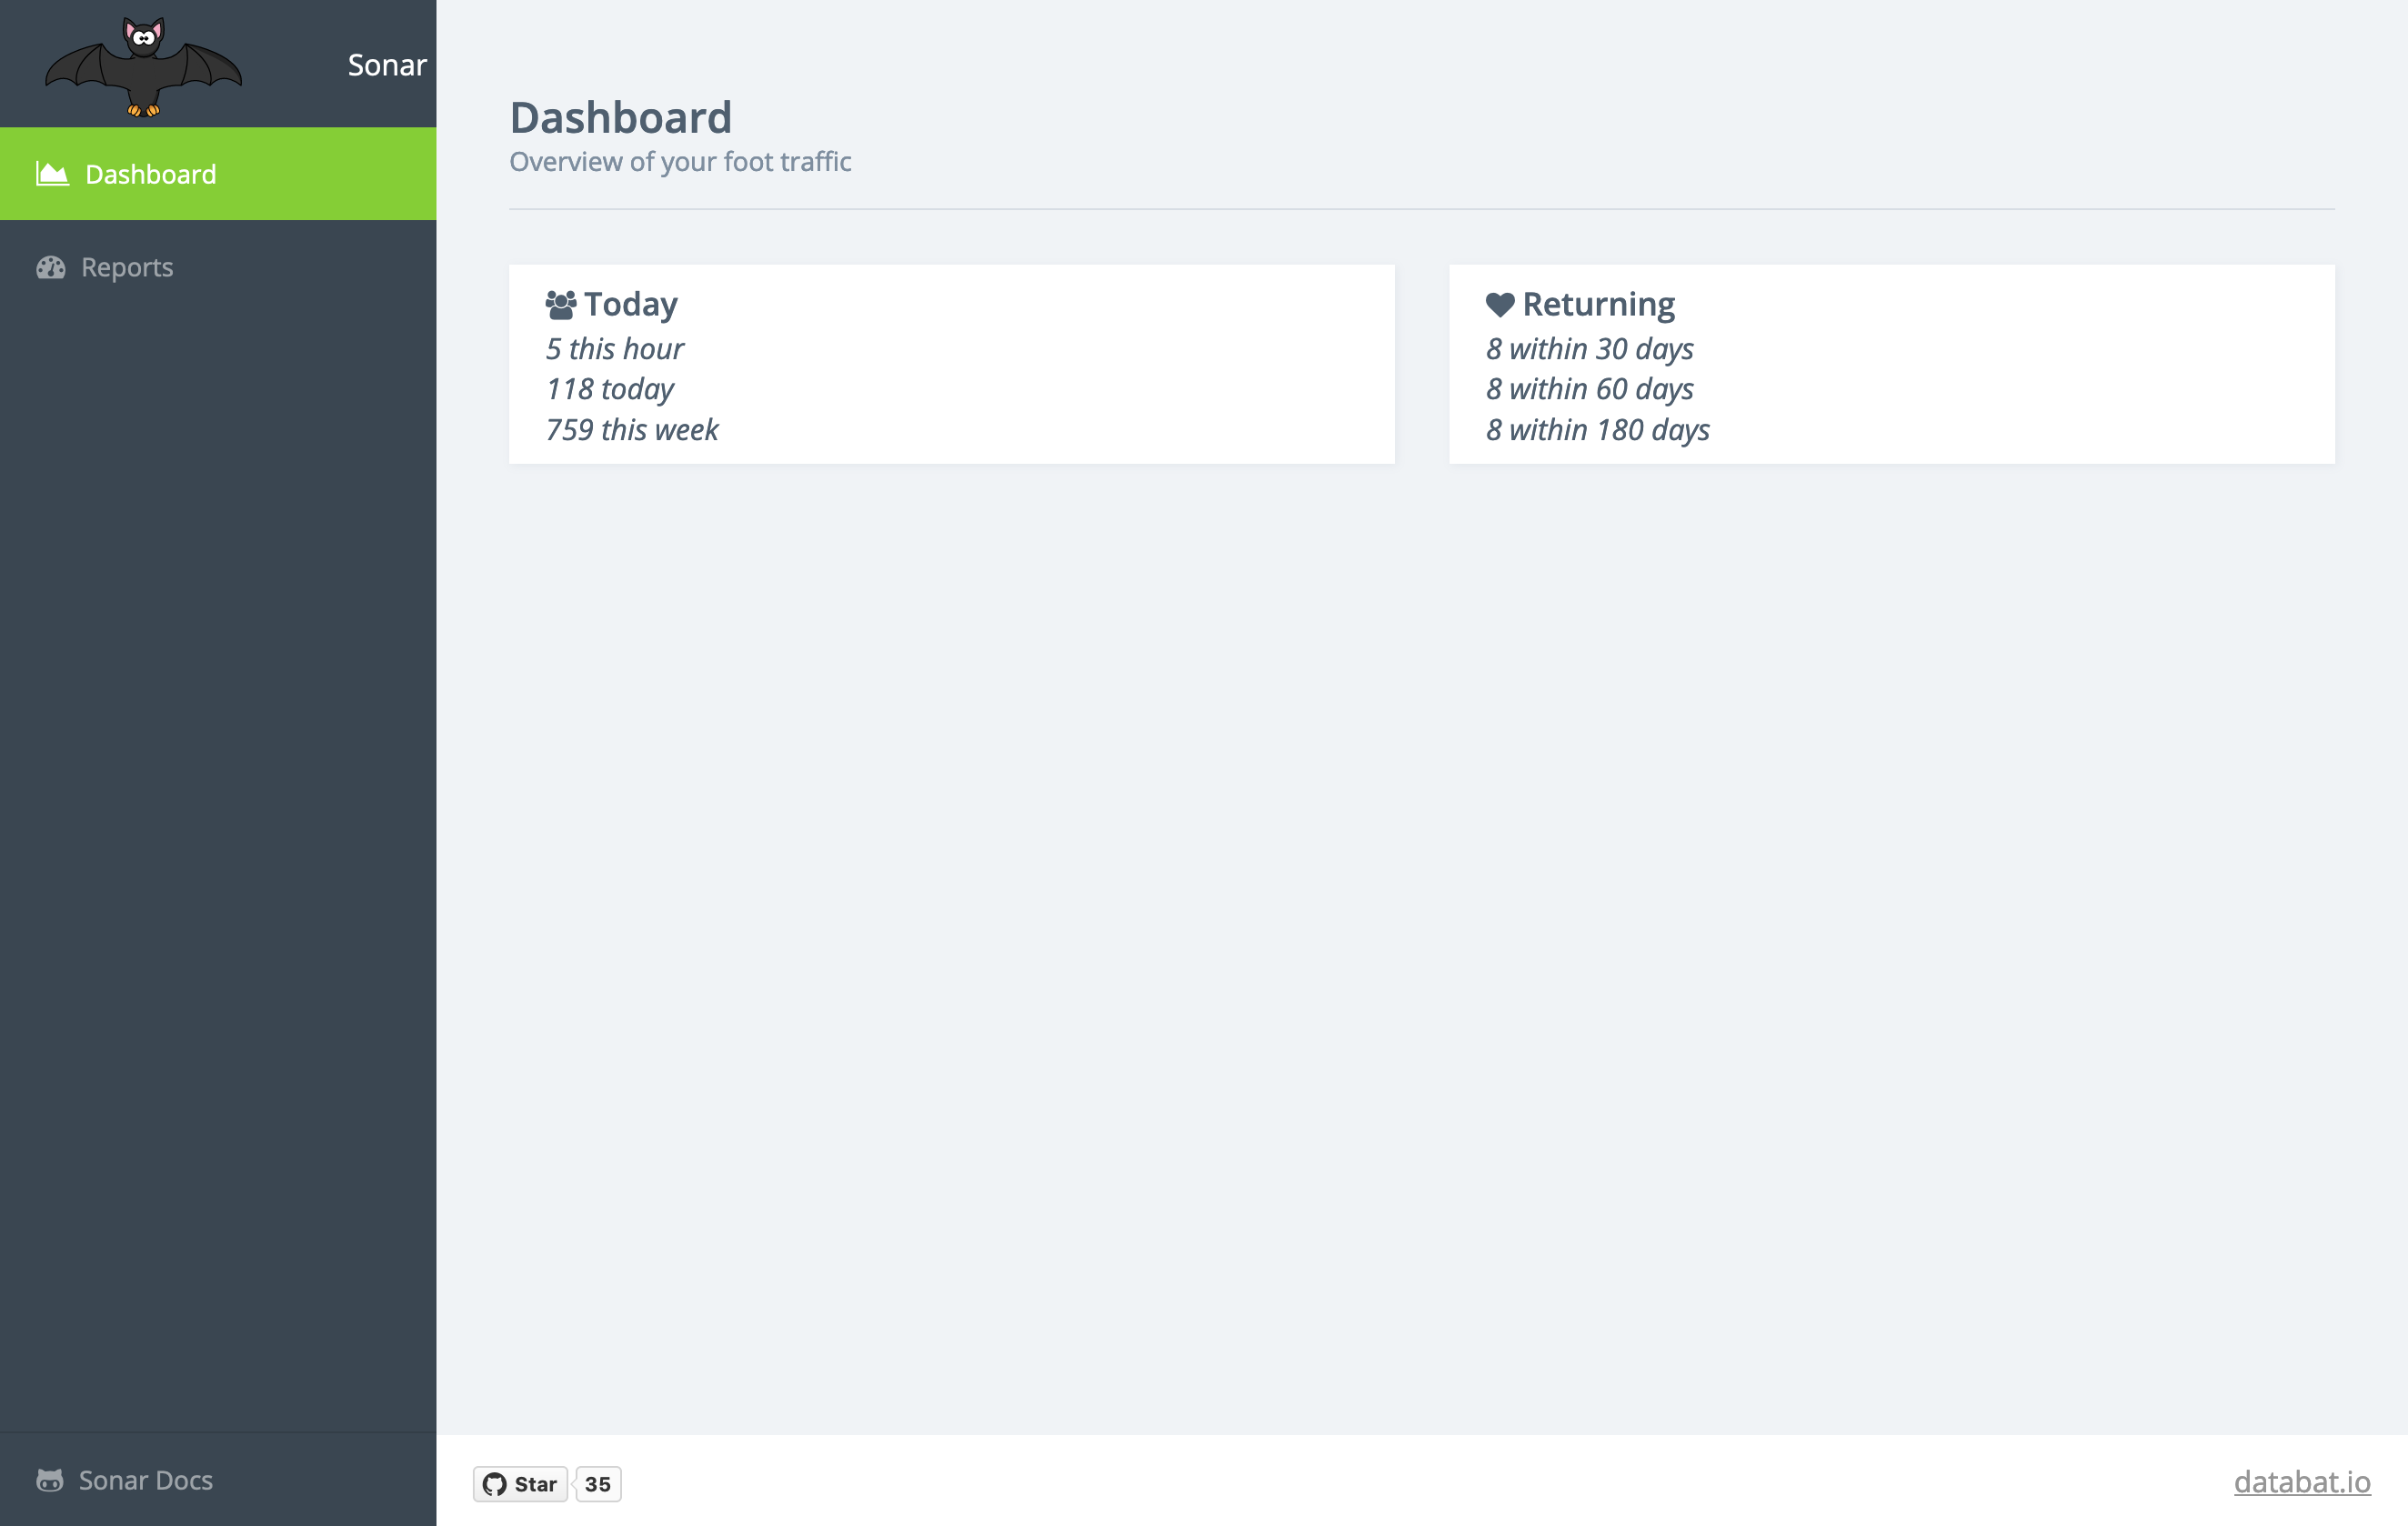 Sonar
Dashboard
Reports
Sonar Docs
Dashboard
Overview of your foot traffic
Today
5 this hour
118 today
759 this week
Returning
8 within 30 days
8 within 60 days
8 within 180 days
Star 35
databat.io